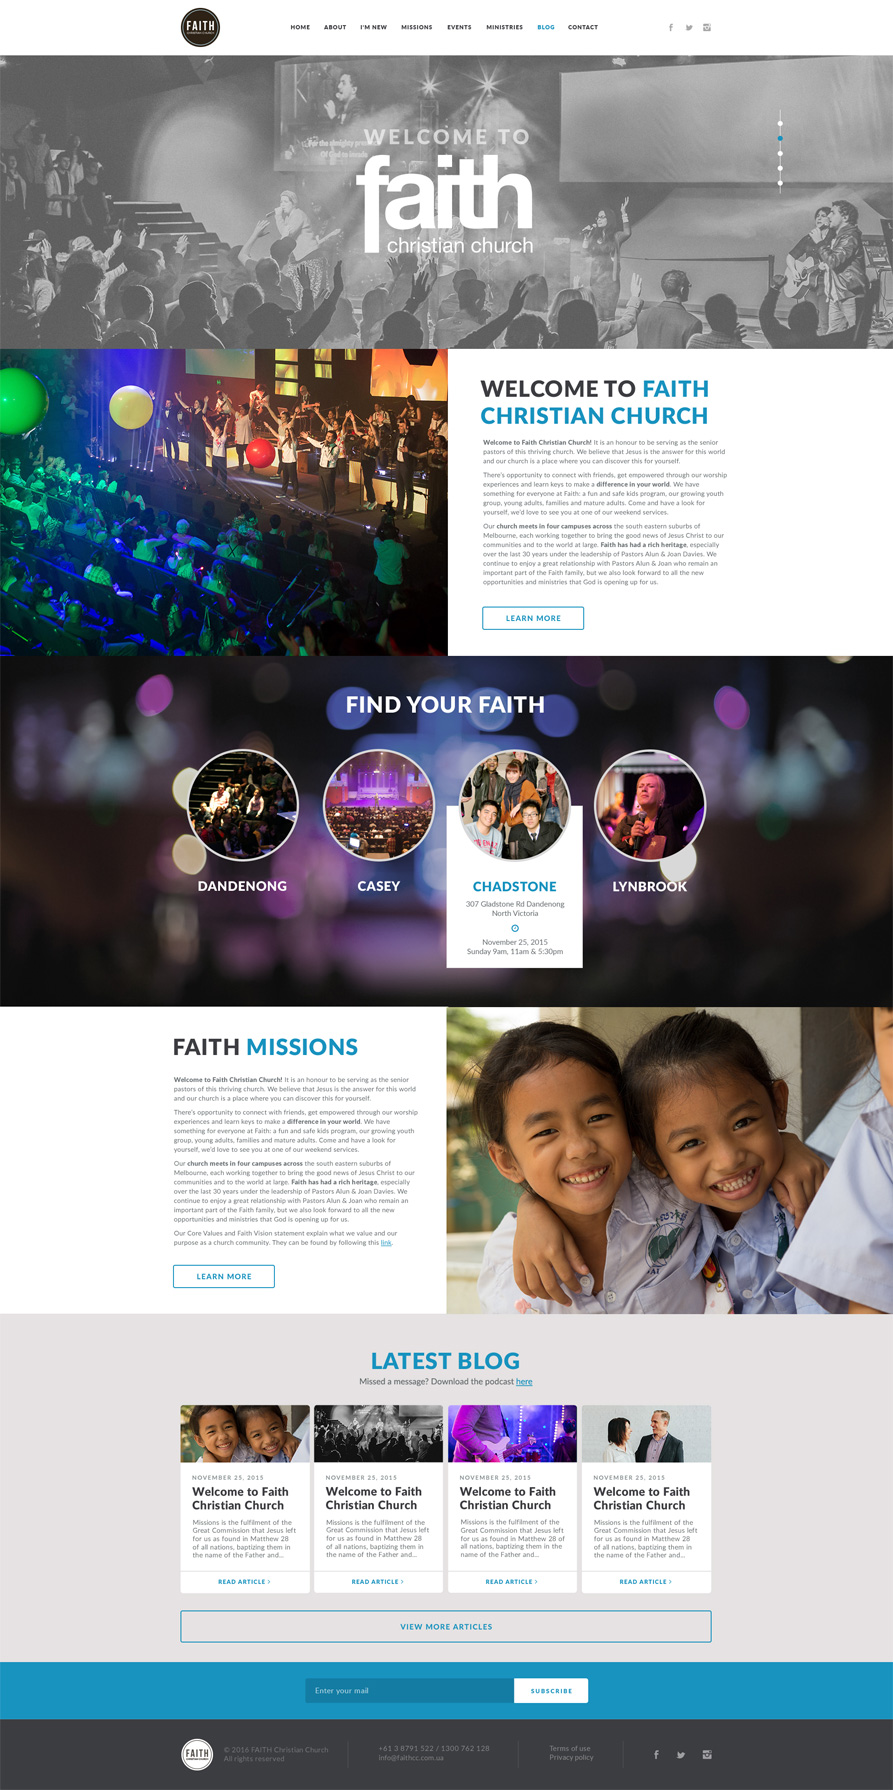 FAITH
CHRISTIAN CHURCH
HOME ABOUT I'M NEW MISSIONS EVENTS MINISTRIES BLOG CONTACT
For the almighty
WELCOME TO
faith
christian church
WELCOME TO FAITH
CHRISTIAN CHURCH
Welcome to Faith Christian Church! It is an honour to be serving as the senior
pastors of this thriving church. We believe that Jesus is the answer for this world
and our church is a place where you can discover this for yourself.
There's opportunity to connect with friends, get empowered through our worship
experiences and learn keys to make a difference in your world. We have
something for everyone at Faith: a fun and safe kids program, our growing youth
group, young adults, families and mature adults. Come and have a look for
yourself, we'd love to see you at one of our weekend services.
Our church meets in four campuses across the south eastern suburbs of
Melbourne, each working together to bring the good news of Jesus Christ to our
communities and to the world at large. Faith has had a rich heritage, especially
over the last 30 years under the leadership of Pastors Alun & Joan Davies. We
continue to enjoy a great relationship with Pastors Alun & Joan who remain an
important part of the Faith family, but we also look forward to all the new
opportunities and ministries that God is opening up for us.
LEARN MORE
FIND YOUR FAITH
DANDENONG
CASEY
CHADSTONE
307 Gladstone Rd Dandenong
North Victoria
November 25, 2015
Sunday 9am, 11am & 5:30pm
LYNBROOK
FAITH MISSIONS
Welcome to Faith Christian Church! It is an honour to be serving as the senior
pastors of this thriving church. We believe that Jesus is the answer for this world
and our church is a place where you can discover this for yourself.
There's opportunity to connect with friends, get empowered through our worship
experiences and learn keys to make a difference in your world. We have
something for everyone at Faith: a fun and safe kids program, our growing youth
group, young adults, families and mature adults. Come and have a look for
yourself, we'd love to see you at one of our weekend services.
Our church meets in four campuses across the south eastern suburbs of
Melbourne, each working together to bring the good news of Jesus Christ to our
communities and to the world at large. Faith has had a rich heritage, especially
over the last 30 years under the leadership of Pastors Alun & Joan Davies. We
continue to enjoy a great relationship with Pastors Alun & Joan who remain an
important part of the Faith family, but we also look forward to all the new
opportunities and ministries that God is opening up for us.
Our Core Values and Faith Vision statement explain what we value and our
purpose as a church community. They can be found by following this link.
LEARN MORE
LATEST BLOG
Missed a message? Download the podcast here
NOVEMBER 25, 2015
Welcome to Faith
Christian Church
Missions is the fulfilment of the
Great Commission that Jesus left
for us as found in Matthew 28
of all nations, baptizing them in
the name of the Father and...
READ ARTICLE >
NOVEMBER 25, 2015
Welcome to Faith
Christian Church
Missions is the fulfilment of the
Great Commission that Jesus left
for us as found in Matthew 28
of all nations, baptizing them in
the name of the Father and...
READ ARTICLE >
NOVEMBER 25, 2015
Welcome to Faith
Christian Church
Missions is the fulfilment of the
Great Commission that Jesus left
for us as found in Matthew 28
of all nations, baptizing them in
name of the Father and...
READ ARTICLE >
NOVEMBER 25, 2015
Welcome to Faith
Christian Church
Missions is the fulfilment of the
Great Commission that Jesus left
for us as found in Matthew 28
of all nations, baptizing them in
the name of the Father and...
READ ARTICLE >
VIEW MORE ARTICLES
Enter your mail
SUBSCRIBE
FAITH
CHRISTIAN CHURCH
© 2016 FAITH Christian Church
All rights reserved
+61 3 8791 522 / 1300 762 128
info@faithcc.com.ua
Terms of use
Privacy policy